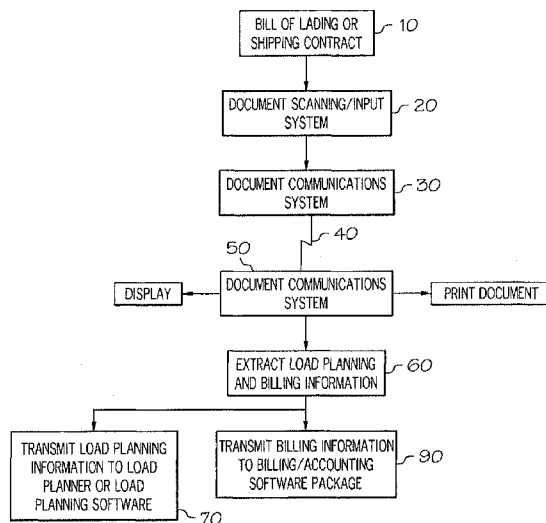 BILL OF LADING OR
SHIPPING CONTRACT
10
DOCUMENT SCANNING/INPUT
SYSTEM
20
DOCUMENT COMMUNICATIONS
SYSTEM
30
40
50
DISPLAY
DOCUMENT COMMUNICATIONS
SYSTEM
PRINT DOCUMENT
EXTRACT LOAD PLANNING
AND BILLING INFORMATION
60
TRANSMIT LOAD PLANNING
INFORMATION TO LOAD
PLANNER OR LOAD
PLANNING SOFTWARE
70
TRANSMIT BILLING INFORMATION
TO BILLING/ACCOUNTING
SOFTWARE PACKAGE
90